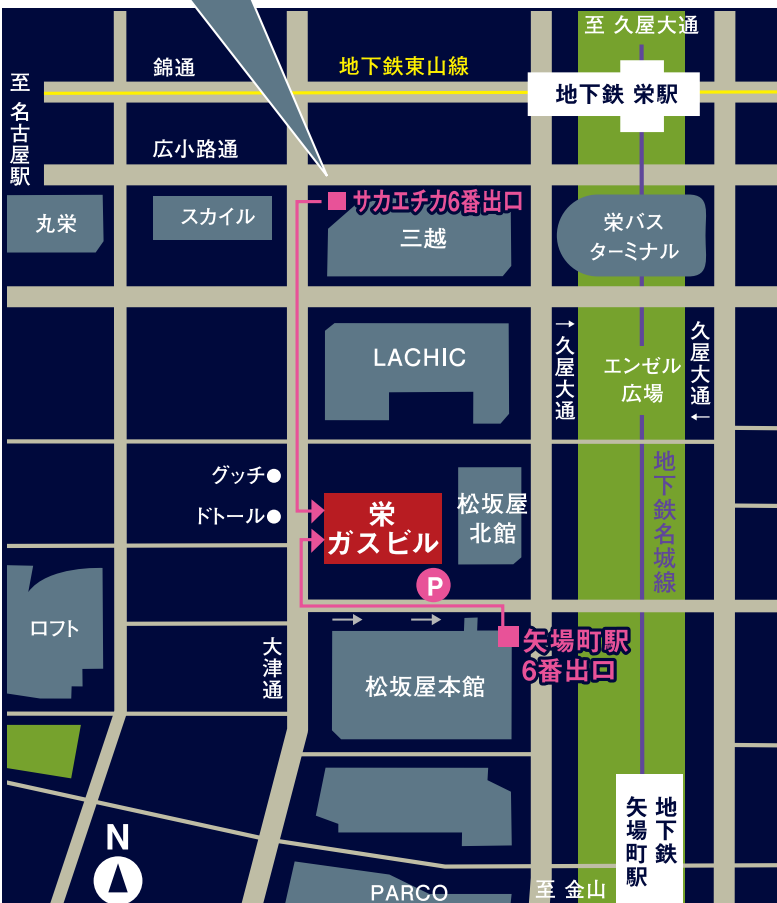 至 久屋大通
錦通
地下鉄東山線
地下鉄 栄駅
至 名古屋駅
広小路通
サカエチカ6番出口
丸栄
スカイル
三越
栄バス
ターミナル
LACHIC
→久屋大通
エンゼル
広場
久屋大通←
グッチ
ドトール
栄
ガスビル
松坂屋
北館
地下鉄名城線
P
ロフト
大津通
矢場町駅
6番出口
松坂屋本館
地下鉄
矢場町駅
N
PARCO
至 金山